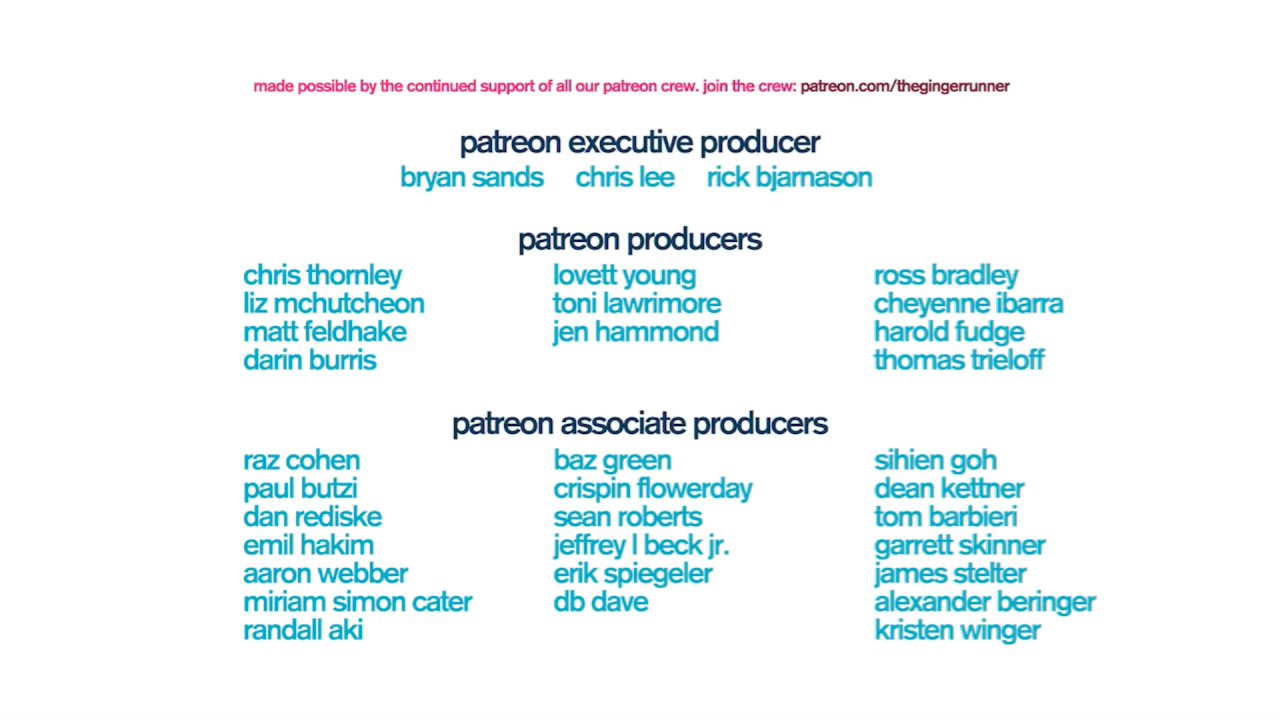 made possible by the continued support of all our patreon crew. join the crew: patreon.com/thegingerrunner
patreon executive producer
bryan sands chris lee rick bjarnason
patreon producers
chris thornley
liz mchutcheon
matt feldhake
darin burris
lovett young
toni lawrimore
jen hammond
ross bradley
cheyenne ibarra
harold fudge
thomas trieloff
patreon associate producers
raz cohen
paul butzi
dan rediske
emil hakim
aaron webber
miriam simon cater
randall aki
baz green
crispin flowerday
sean roberts
jeffrey l beck jr.
erik spiegeler
db dave
sihien goh
dean kettner
tom barbieri
garrett skinner
james stelter
alexander beringer
kristen winger